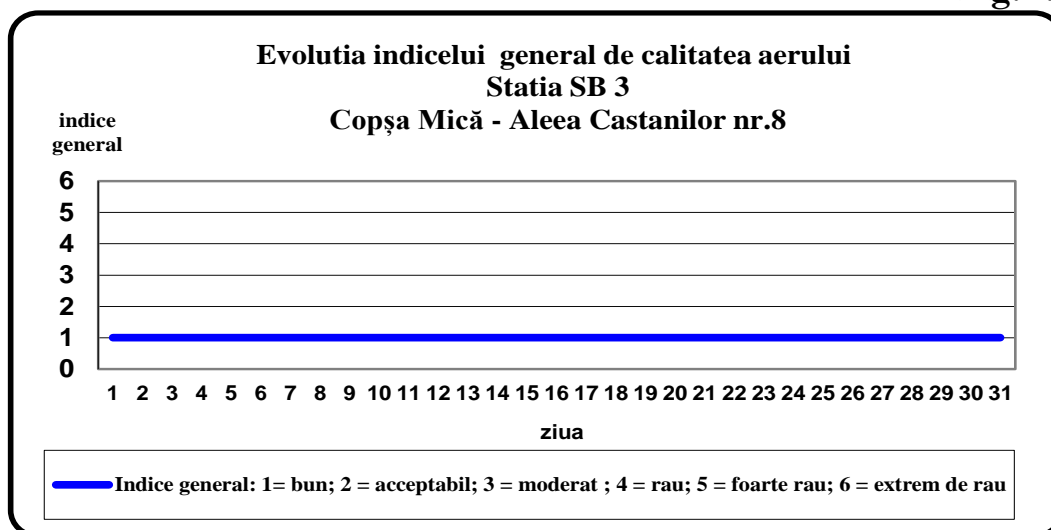 Evolutia indicelui general de calitatea aerului
Statia SB 3
Copșa Mică - Aleea Castanilor nr.8
indice
general
6
5
4
3
2
1
0
1 2 3 4 5 6 7 8 9 10 11 12 13 14 15 16 17 18 19 20 21 22 23 24 25 26 27 28 29 30 31
ziua
Indice general: 1= bun; 2 = acceptabil; 3 = moderat ; 4 = rau; 5 = foarte rau; 6 = extrem de rau